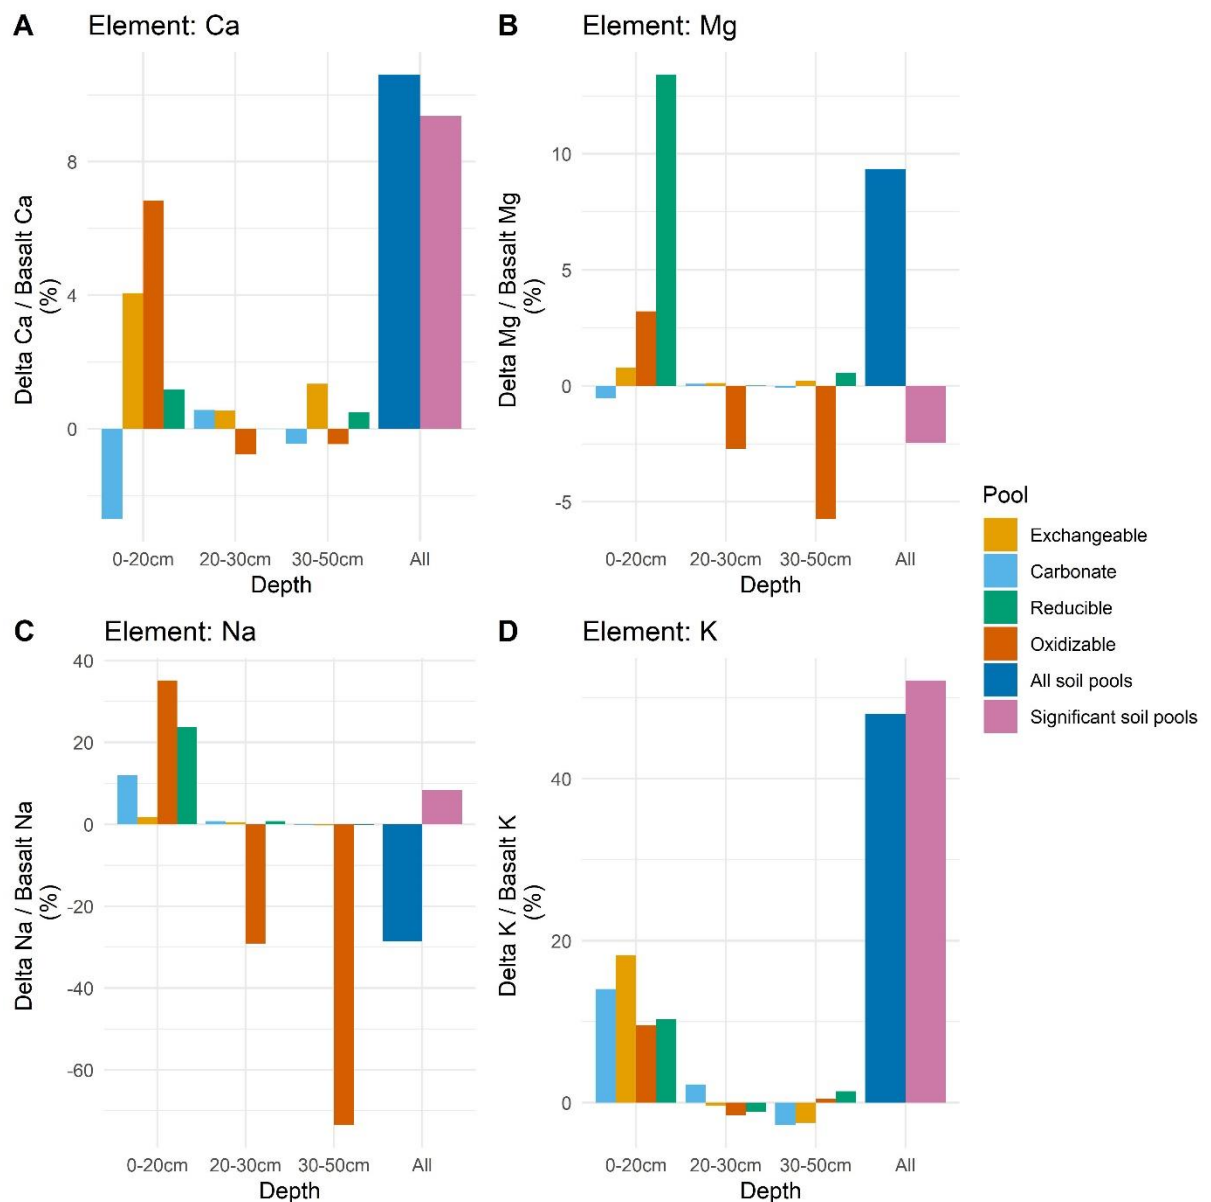 A Element: Ca
Delta Ca / Basalt Ca
(%)
8
4
0
0-20cm 20-30cm 30-50cm All
Depth
B Element: Mg
Delta Mg / Basalt Mg
(%)
10
5
0
-5
0-20cm 20-30cm 30-50cm All
Depth
C Element: Na
Delta Na / Basalt Na
(%)
40
20
0
-20
-40
-60
0-20cm 20-30cm 30-50cm All
Depth
D Element: K
Delta K / Basalt K
(%)
40
20
0
0-20cm 20-30cm 30-50cm All
Depth
Pool
Exchangeable
Carbonate
Reducible
Oxidizable
All soil pools
Significant soil pools